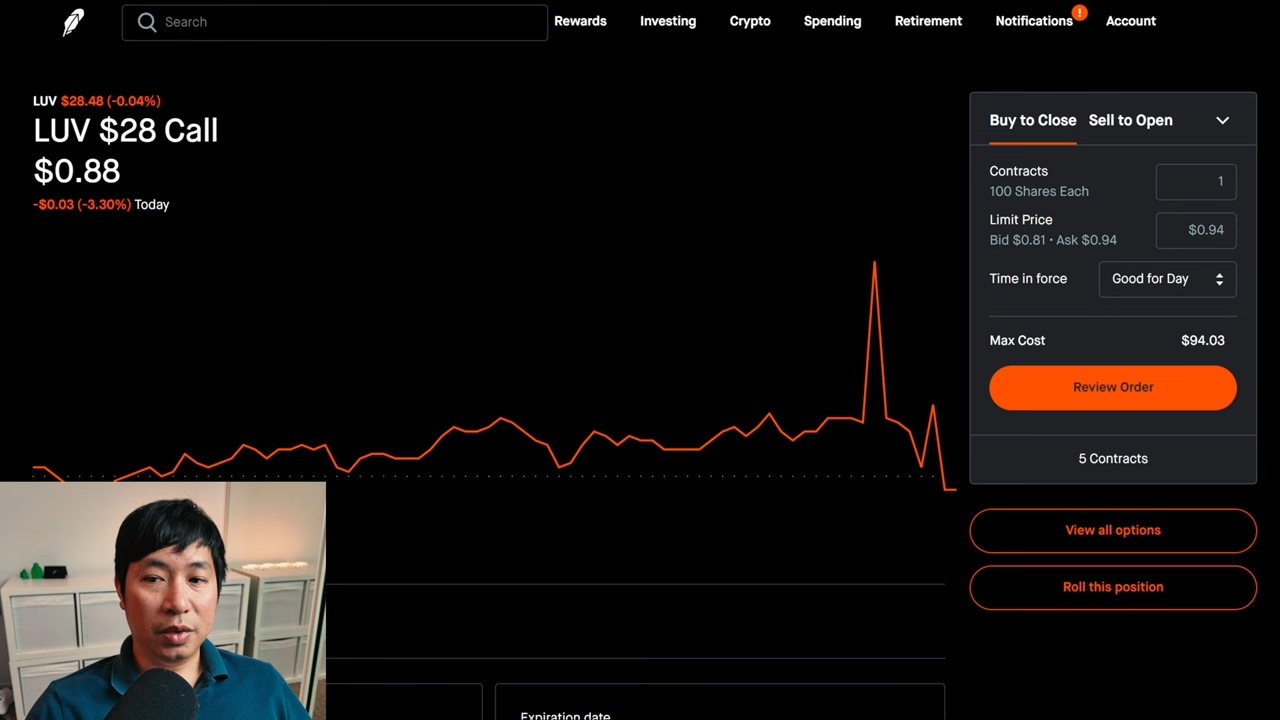 Search
Rewards
Investing
Crypto
Spending
Retirement
Notifications
!
Account
LUV $28.48 (-0.04%)
LUV $28 Call
$0.88
-$0.03 (-3.30%) Today
Buy to Close
Sell to Open
Contracts
1
100 Shares Each
Limit Price
$0.94
Bid $0.81 • Ask $0.94
Time in force
Good for Day
Max Cost
$94.03
Review Order
5 Contracts
View all options
Roll this position
Expiration date